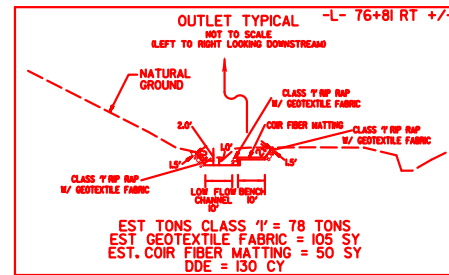 OUTLET TYPICAL
-L- 76+81 RT +/-
NOT TO SCALE
(LEFT TO RIGHT LOOKING DOWNSTREAM)
NATURAL
GROUND
CLASS 'I' RIP RAP
W/ GEOTEXTILE FABRIC
2.0'
1.0'
COIR FIBER MATTING
CLASS 'I' RIP RAP
W/ GEOTEXTILE FABRIC
1.5'
1.5'
CLASS 'I' RIP RAP
W/ GEOTEXTILE FABRIC
LOW FLOW
CHANNEL
10'
BENCH
10'
EST TONS CLASS 'I' = 78 TONS
EST GEOTEXTILE FABRIC = 105 SY
EST. COIR FIBER MATTING = 50 SY
DDE = 130 CY